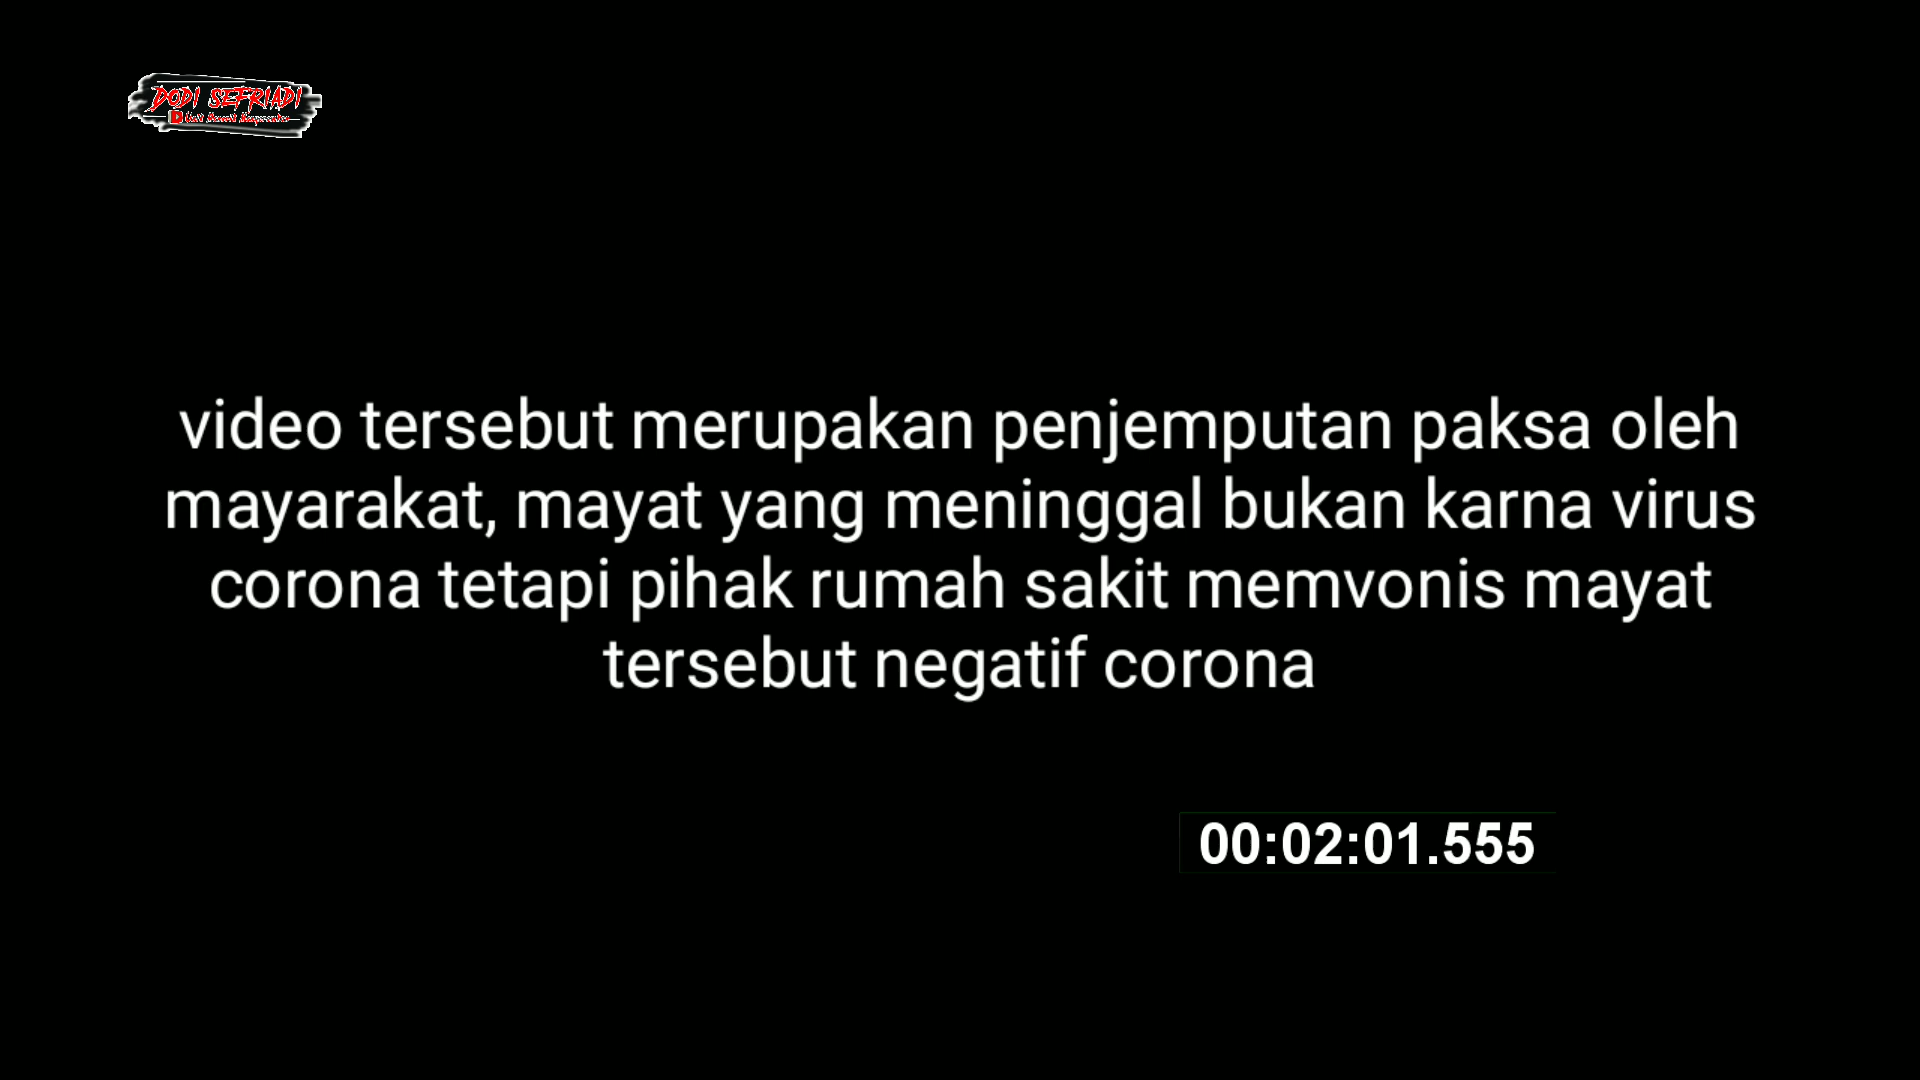 DODI SEFRIADI
video tersebut merupakan penjemputan paksa oleh
mayarakat, mayat yang meninggal bukan karna virus
corona tetapi pihak rumah sakit memvonis mayat
tersebut negatif corona
00:02:01.555